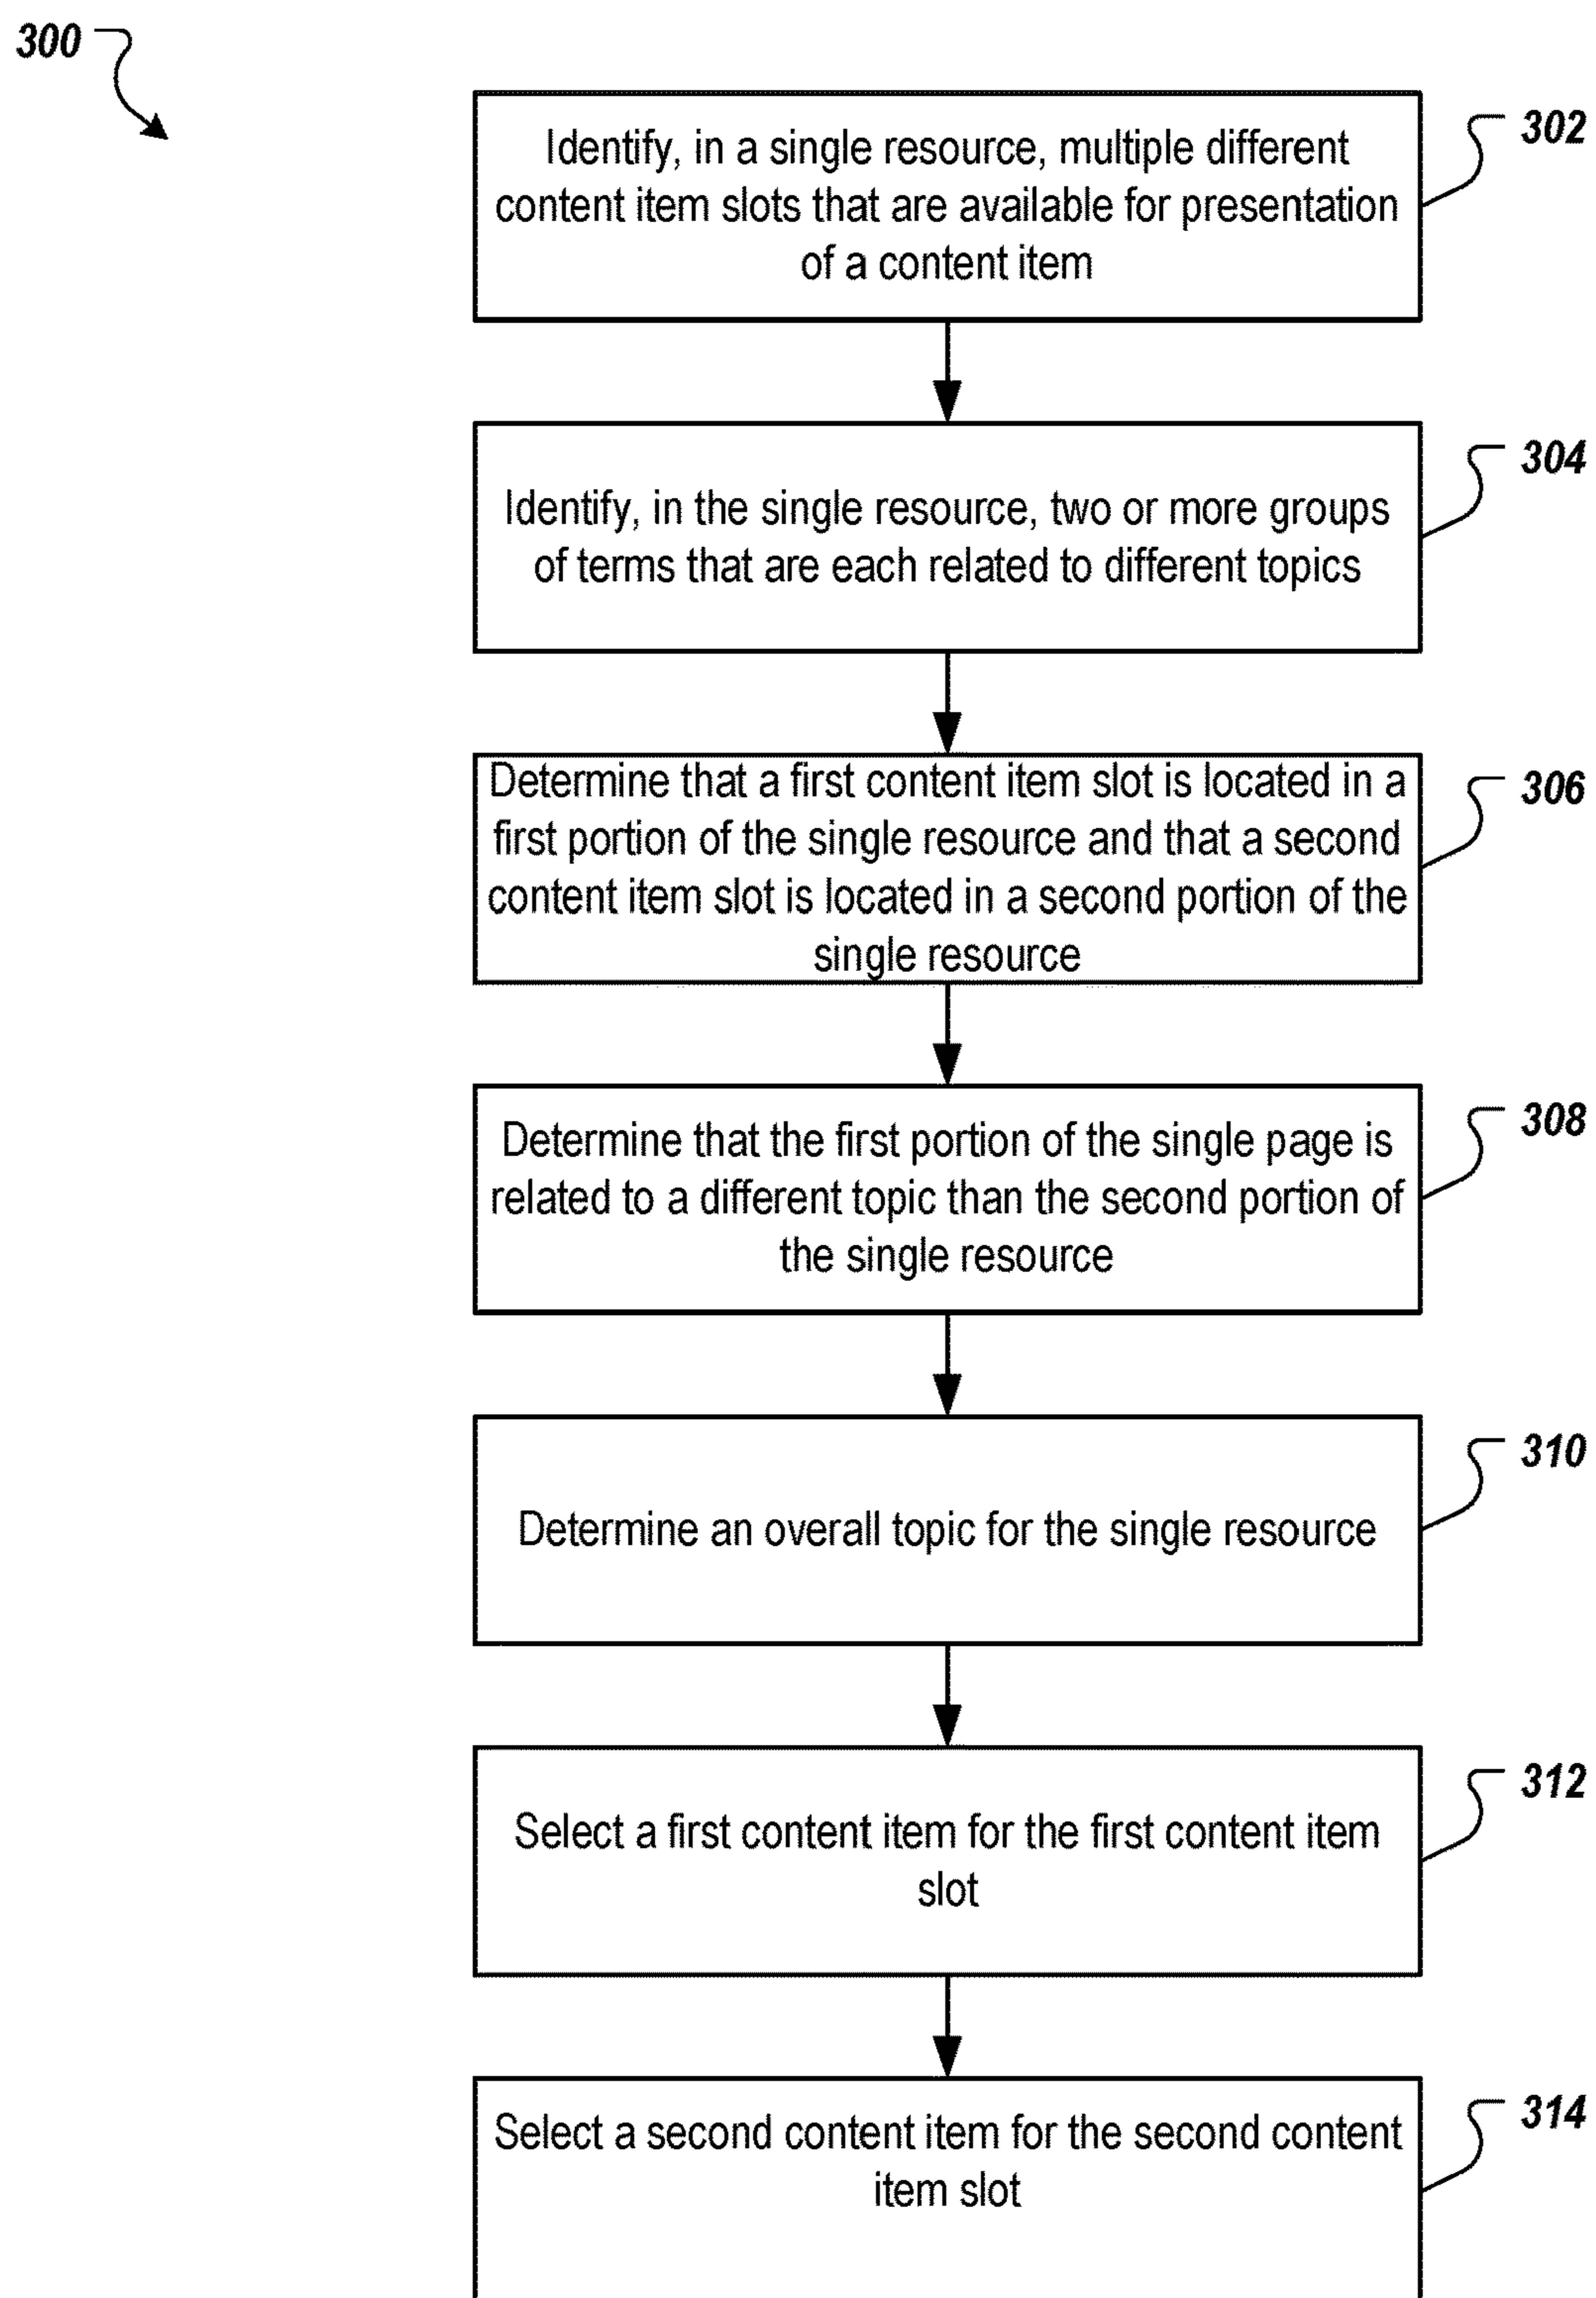 300
302
Identify, in a single resource, multiple different
content item slots that are available for presentation
of a content item
304
Identify, in the single resource, two or more groups
of terms that are each related to different topics
306
Determine that a first content item slot is located in a
first portion of the single resource and that a second
content item slot is located in a second portion of the
single resource
308
Determine that the first portion of the single page is
related to a different topic than the second portion of
the single resource
310
Determine an overall topic for the single resource
312
Select a first content item for the first content item
slot
314
Select a second content item for the second content
item slot